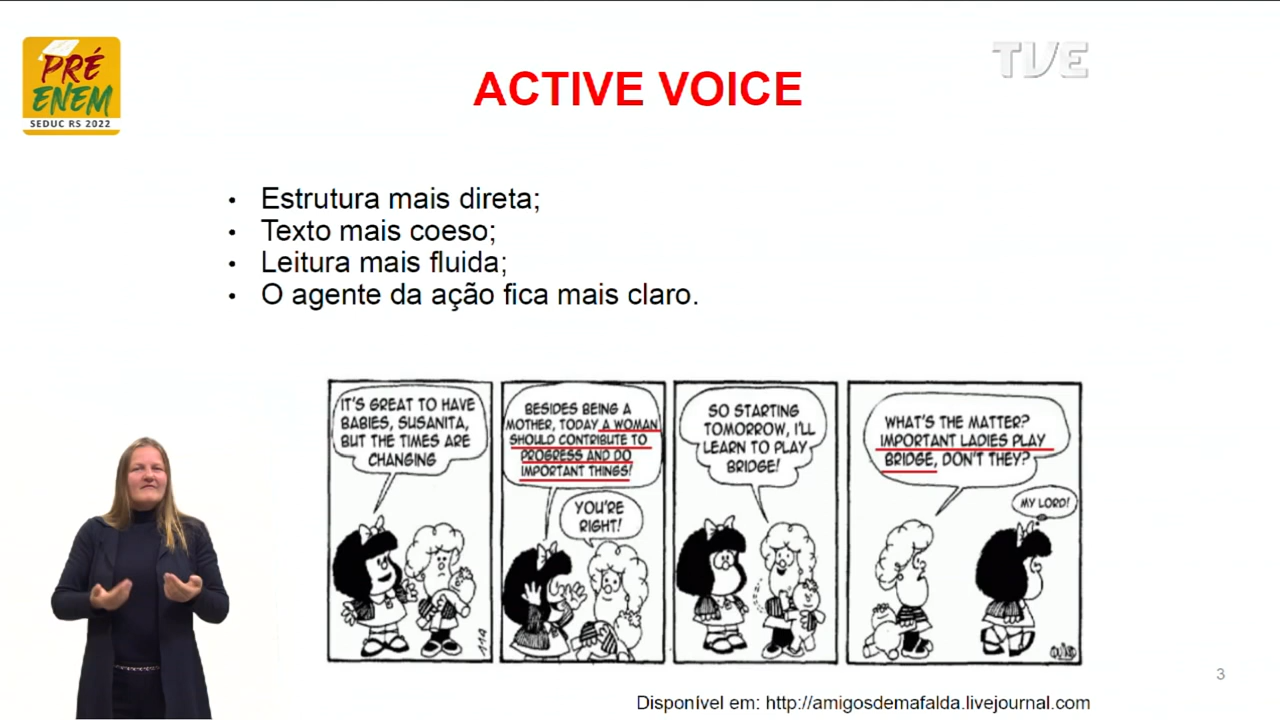 PRÉ
ENEM
SEDUC RS 2022
TVE
ACTIVE VOICE
• Estrutura mais direta;
• Texto mais coeso;
• Leitura mais fluida;
• O agente da ação fica mais claro.
IT'S GREAT TO HAVE
BABIES, SUSANITA,
BUT THE TIMES ARE
CHANGING
114
BESIDES BEING A
MOTHER, TODAY A WOMAN
SHOULD CONTRIBUTE TO
PROGRESS AND DO
IMPORTANT THINGS!
YOU'RE
RIGHT!
SO STARTING
TOMORROW, I'LL
LEARN TO PLAY
BRIDGE!
WHAT'S THE MATTER?
IMPORTANT LADIES PLAY
BRIDGE, DON'T THEY?
MY LORD!
3
Disponível em: http://amigosdemafalda.livejournal.com